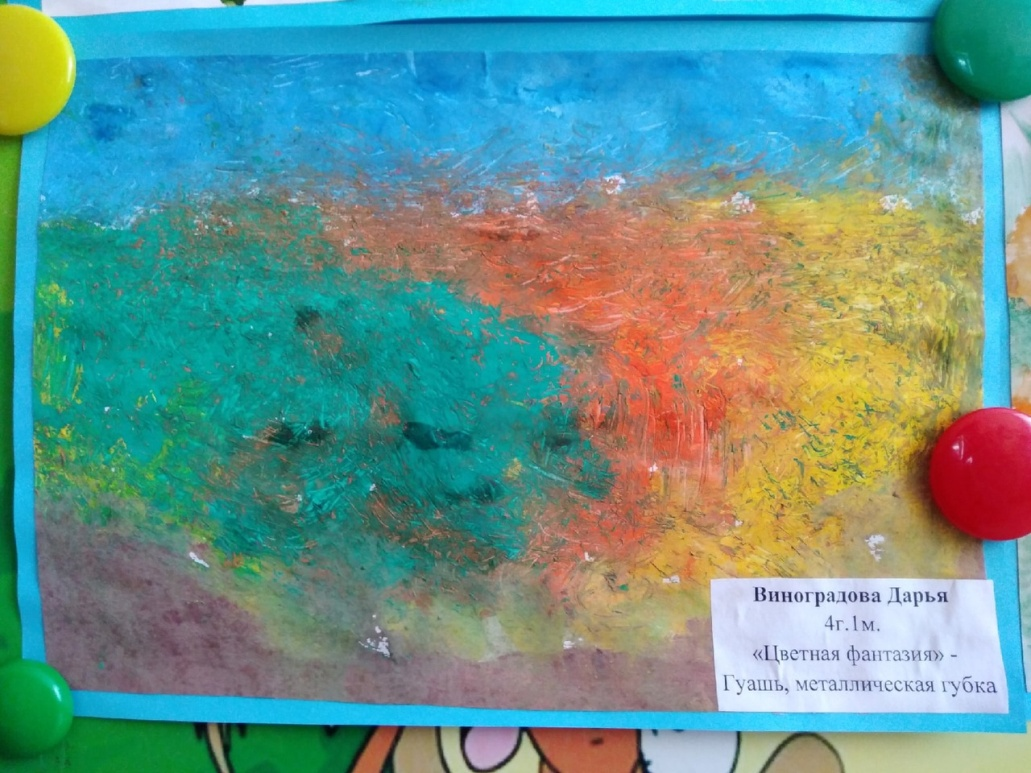 Виноградова Дарья
4г.1м.
«Цветная фантазия» -
Гуашь, металлическая губка